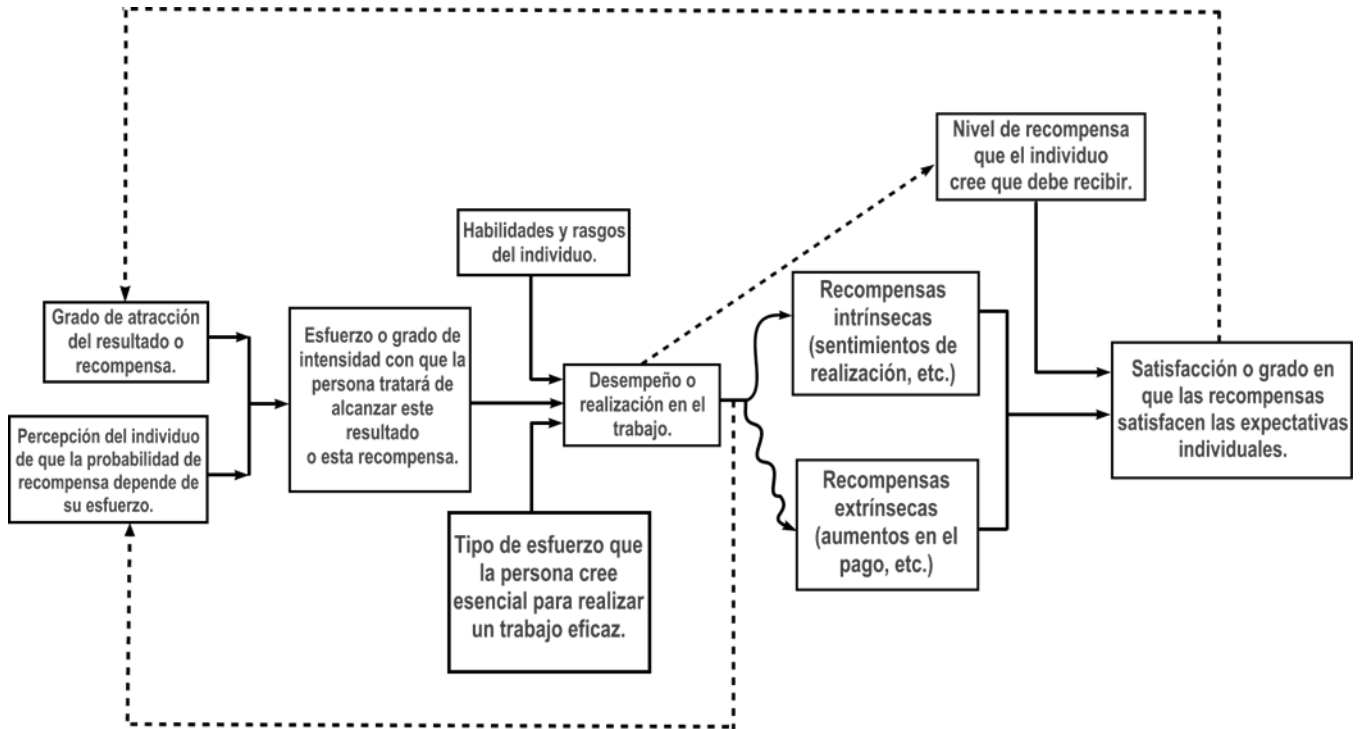 Nivel de recompensa
que el individuo
cree que debe recibir.
Habilidades y rasgos
del individuo.
Grado de atracción
del resultado o
recompensa.
Percepción del individuo
de que la probabilidad de
recompensa depende de
su esfuerzo.
Esfuerzo o grado de
intensidad con que la
persona tratará de
alcanzar este
resultado
o esta recompensa.
Desempeño o
realización en el
trabajo.
Tipo de esfuerzo que
la persona cree
esencial para realizar
un trabajo eficaz.
Recompensas
intrínsecas
(sentimientos de
realización, etc.)
Recompensas
extrínsecas
(aumentos en el
pago, etc.)
Satisfacción o grado en
que las recompensas
satisfacen las expectativas
individuales.